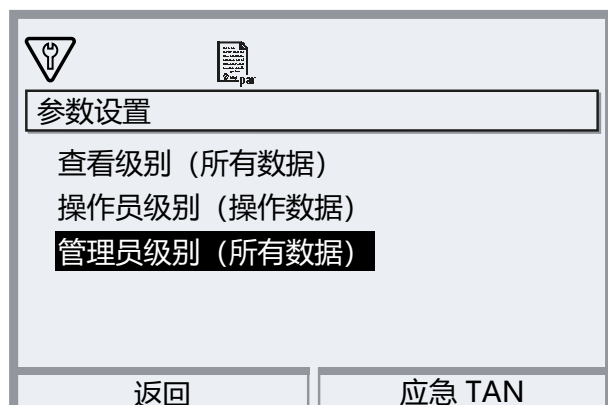 par
参数设置
查看级别（所有数据）
操作员级别（操作数据）
管理员级别（所有数据）
返回
应急 TAN